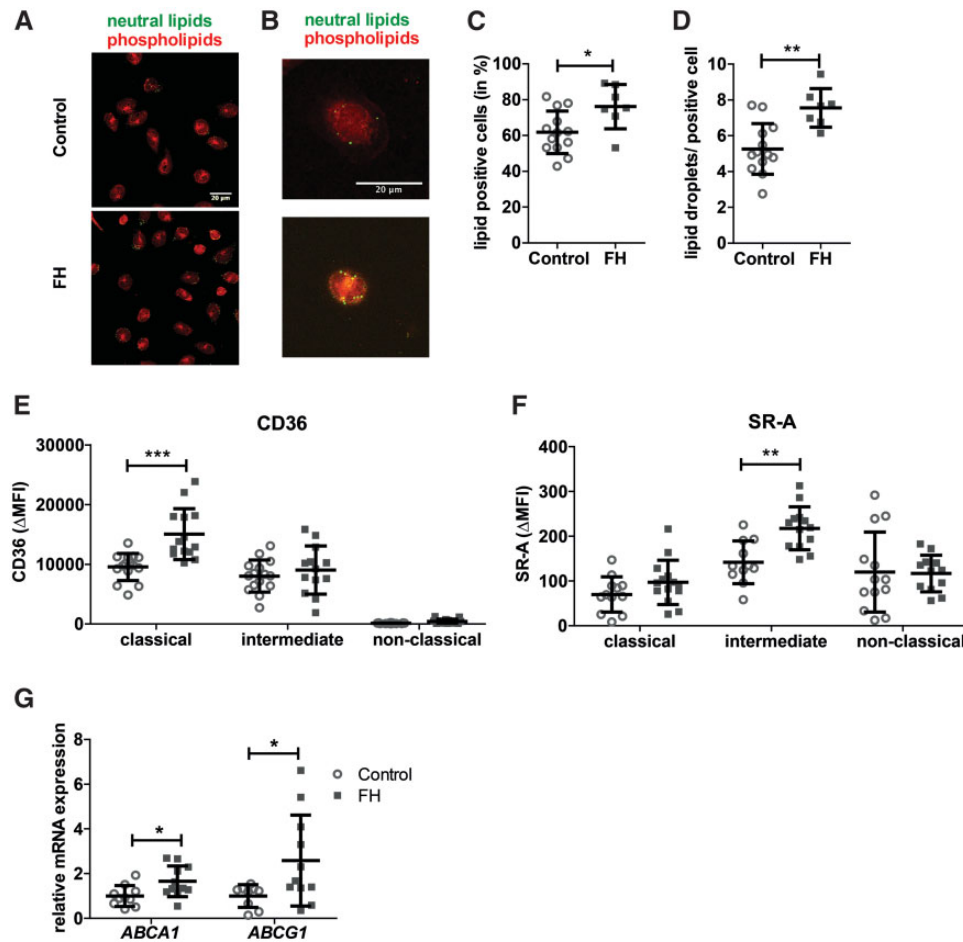 A
neutral lipids
phospholipids
Control
20 µm
FH
B
neutral lipids
phospholipids
20 µm
C
lipid positive cells (in %)
100
80
60
40
20
0
*
Control FH
D
lipid droplets/ positive cell
10
8
6
4
2
0
**
Control FH
E
CD36
CD36 (ΔMFI)
30000
20000
10000
0
***
classical intermediate non-classical
F
SR-A
SR-A (ΔMFI)
400
300
200
100
0
**
classical intermediate non-classical
G
relative mRNA expression
8
6
4
2
0
*
*
ABCA1 ABCG1
Control
FH